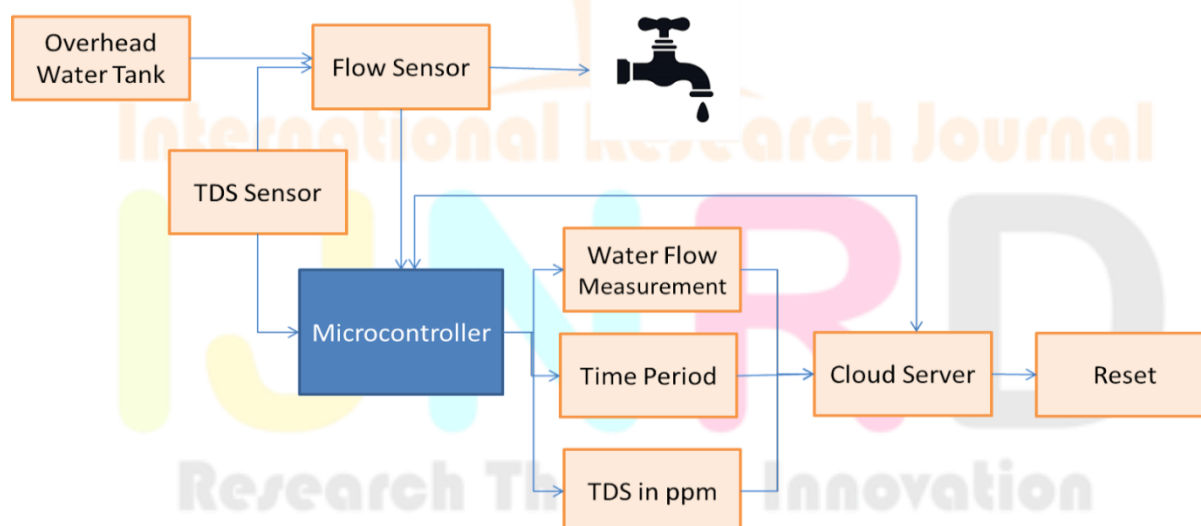 Overhead
Water Tank
Flow Sensor
International Research Journal
TDS Sensor
IJNRD
Water Flow
Measurement
Microcontroller
Time Period
Cloud Server
Reset
TDS in ppm
Research Th Innovation